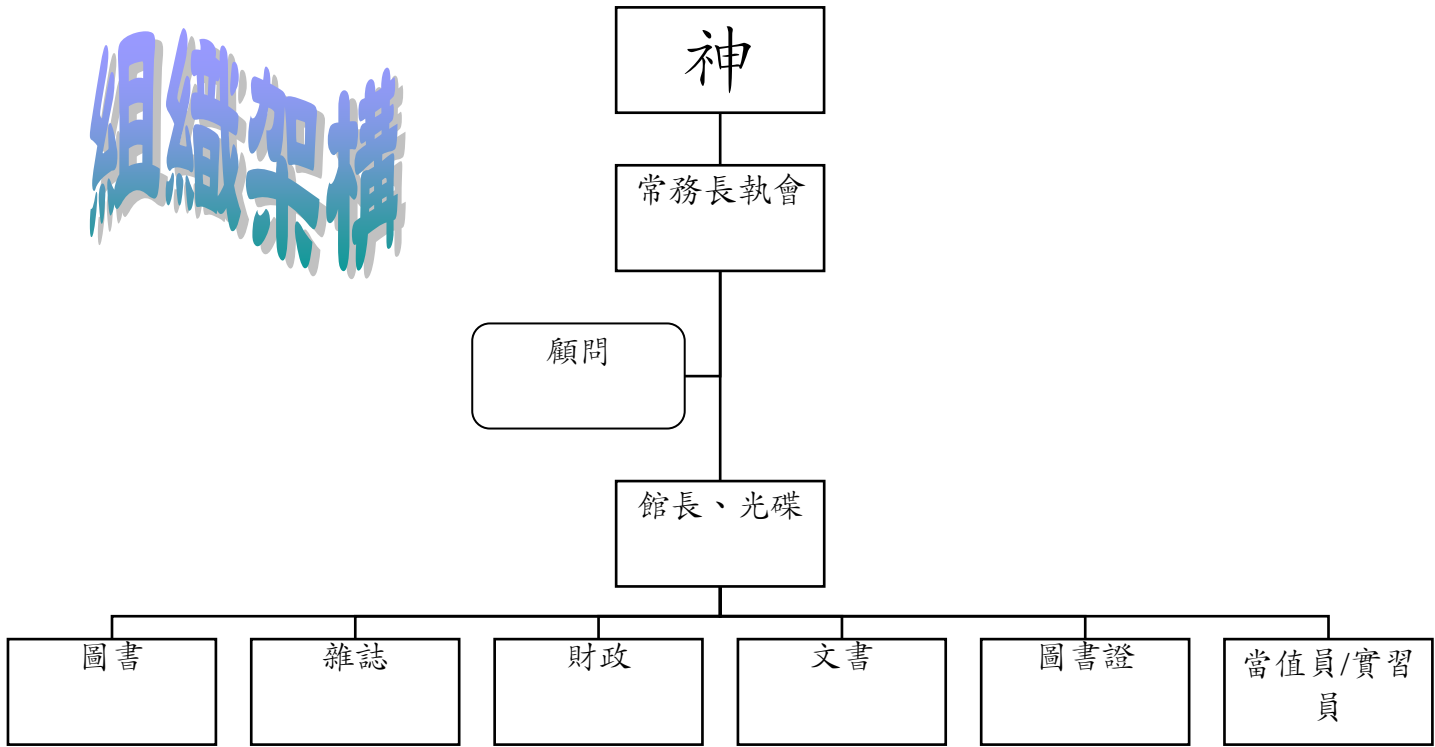 組織架構
神
常務長執會
顧問
館長、光碟
圖書
雜誌
財政
文書
圖書證
當值員/實習
員